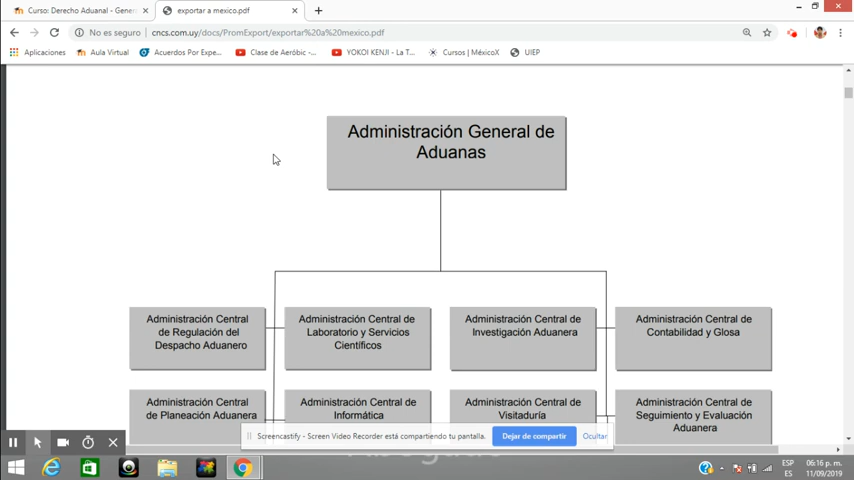 Curso: Derecho Aduanal - Gener
exportar a mexico.pdf
No es seguro | cncs.com.uy/docs/PromExport/exportar%20a%20mexico.pdf
Aplicaciones
Aula Virtual
Acuerdos Por Expe...
Clase de Aeróbic -...
YOKOI KENJI - La T...
Cursos | MéxicoX
UIEP
Administración General de
Aduanas
Administración Central
de Regulación del
Despacho Aduanero
Administración Central de
Laboratorio y Servicios
Científicos
Administración Central de
Investigación Aduanera
Administración Central de
Contabilidad y Glosa
Administración Central
de Planeación Aduanera
Administración Central de
Informática
Administración Central de
Visitaduría
Administración Central de
Seguimiento y Evaluación
Aduanera
Screencastify - Screen Video Recorder está compartiendo tu pantalla.
Dejar de compartir
Ocultar
ESP
ES
06:16 p. m.
11/09/2019